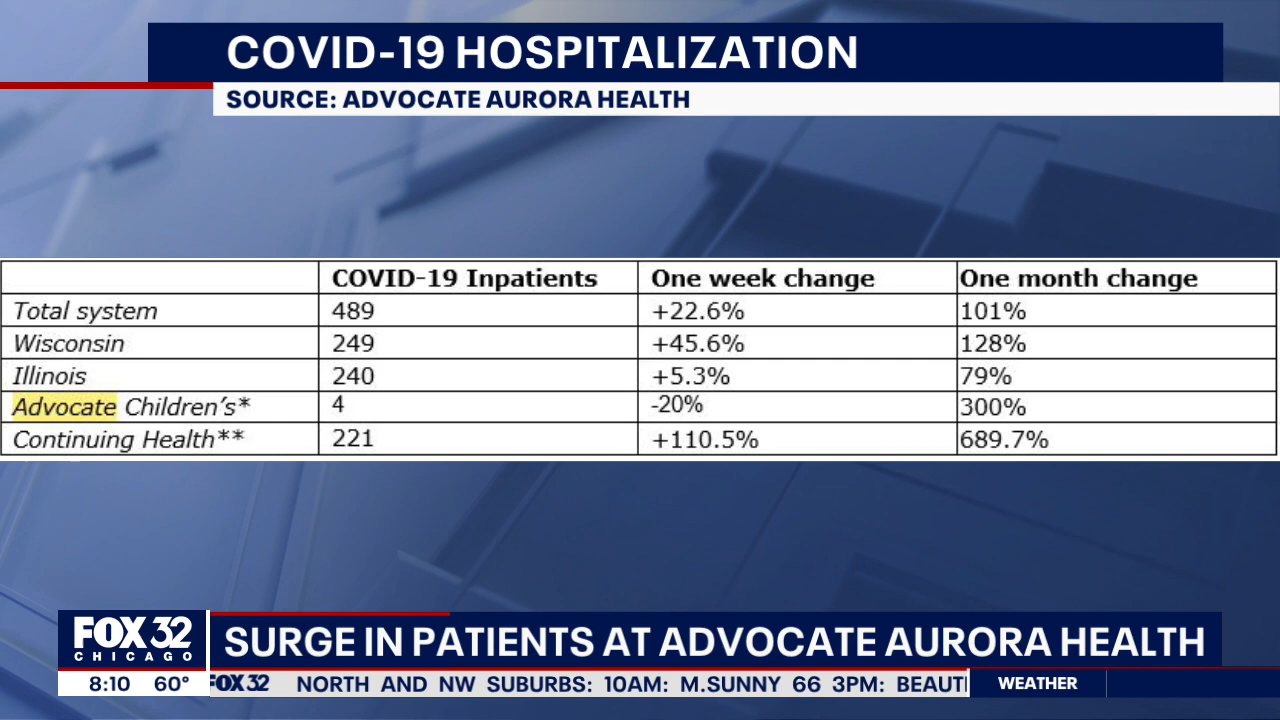 COVID-19 HOSPITALIZATION
SOURCE: ADVOCATE AURORA HEALTH
COVID-19 Inpatients One week change One month change
Total system 489 +22.6% 101%
Wisconsin 249 +45.6% 128%
Illinois 240 +5.3% 79%
Advocate Children’s* 4 -20% 300%
Continuing Health** 221 +110.5% 689.7%
FOX 32
CHICAGO
SURGE IN PATIENTS AT ADVOCATE AURORA HEALTH
8:10 60° FOX 32 NORTH AND NW SUBURBS: 10AM: M.SUNNY 66 3PM: WEATHER